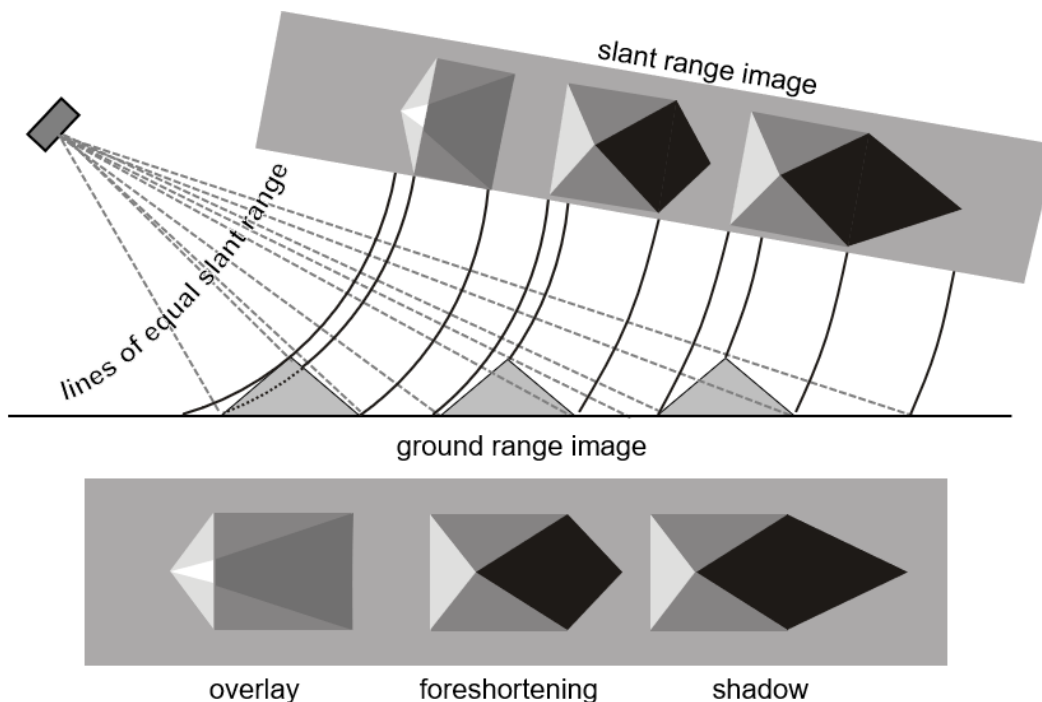 slant range image
lines of equal slant range
ground range image
overlay
foreshortening
shadow